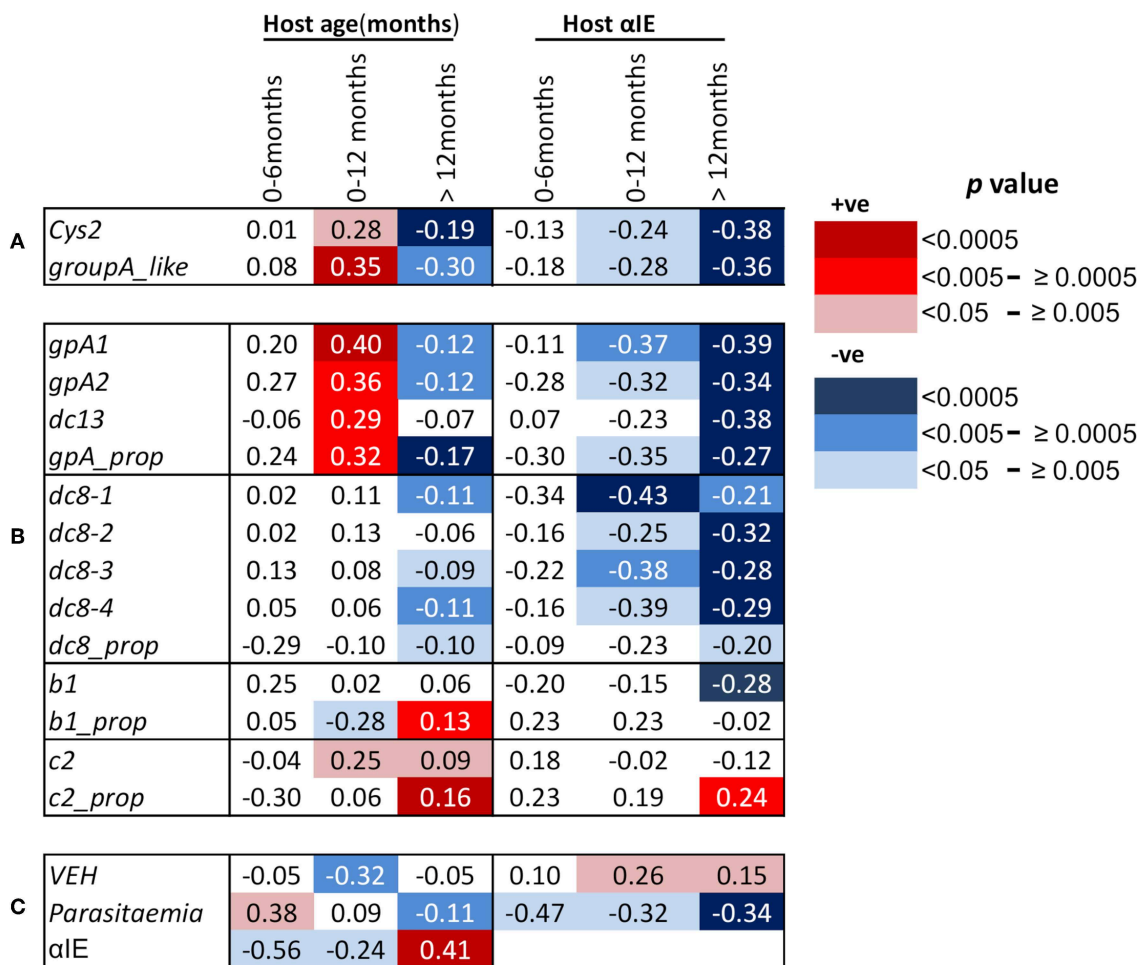 Host age(months) Host αIE
0-6months 0-12 months > 12months 0-6months 0-12 months > 12months
A
Cys2 0.01 0.28 -0.19 -0.13 -0.24 -0.38
groupA_like 0.08 0.35 -0.30 -0.18 -0.28 -0.36
B
gpA1 0.20 0.40 -0.12 -0.11 -0.37 -0.39
gpA2 0.27 0.36 -0.12 -0.28 -0.32 -0.34
dc13 -0.06 0.29 -0.07 0.07 -0.23 -0.38
gpA_prop 0.24 0.32 -0.17 -0.30 -0.35 -0.27
dc8-1 0.02 0.11 -0.11 -0.34 -0.43 -0.21
dc8-2 0.02 0.13 -0.06 -0.16 -0.25 -0.32
dc8-3 0.13 0.08 -0.09 -0.22 -0.38 -0.28
dc8-4 0.05 0.06 -0.11 -0.16 -0.39 -0.29
dc8_prop -0.29 -0.10 -0.10 -0.09 -0.23 -0.20
b1 0.25 0.02 0.06 -0.20 -0.15 -0.28
b1_prop 0.05 -0.28 0.13 0.23 0.23 -0.02
c2 -0.04 0.25 0.09 0.18 -0.02 -0.12
c2_prop -0.30 0.06 0.16 0.23 0.19 0.24
C
VEH -0.05 -0.32 -0.05 0.10 0.26 0.15
Parasitaemia 0.38 0.09 -0.11 -0.47 -0.32 -0.34
αIE -0.56 -0.24 0.41
p value
+ve
<0.0005
<0.005 - ≥ 0.0005
<0.05 - ≥ 0.005
-ve
<0.0005
<0.005 - ≥ 0.0005
<0.05 - ≥ 0.005